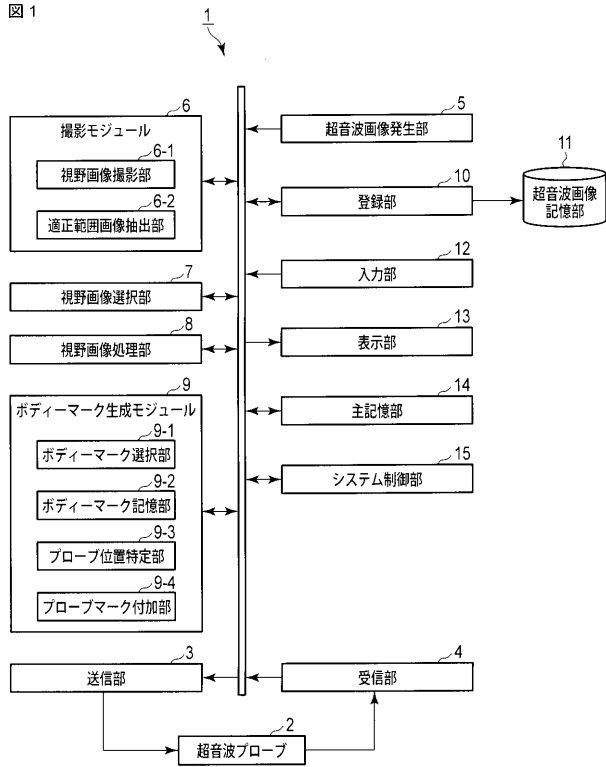 図 1
1
6
撮影モジュール
6-1
視野画像撮影部
6-2
適正範囲画像抽出部
7
視野画像選択部
8
視野画像処理部
9
ボディーマーク生成モジュール
9-1
ボディーマーク選択部
9-2
ボディーマーク記憶部
9-3
プローブ位置特定部
9-4
プローブマーク付加部
3
送信部
5
超音波画像発生部
10
登録部
11
超音波画像
記憶部
12
入力部
13
表示部
14
主記憶部
15
システム制御部
4
受信部
2
超音波プローブ